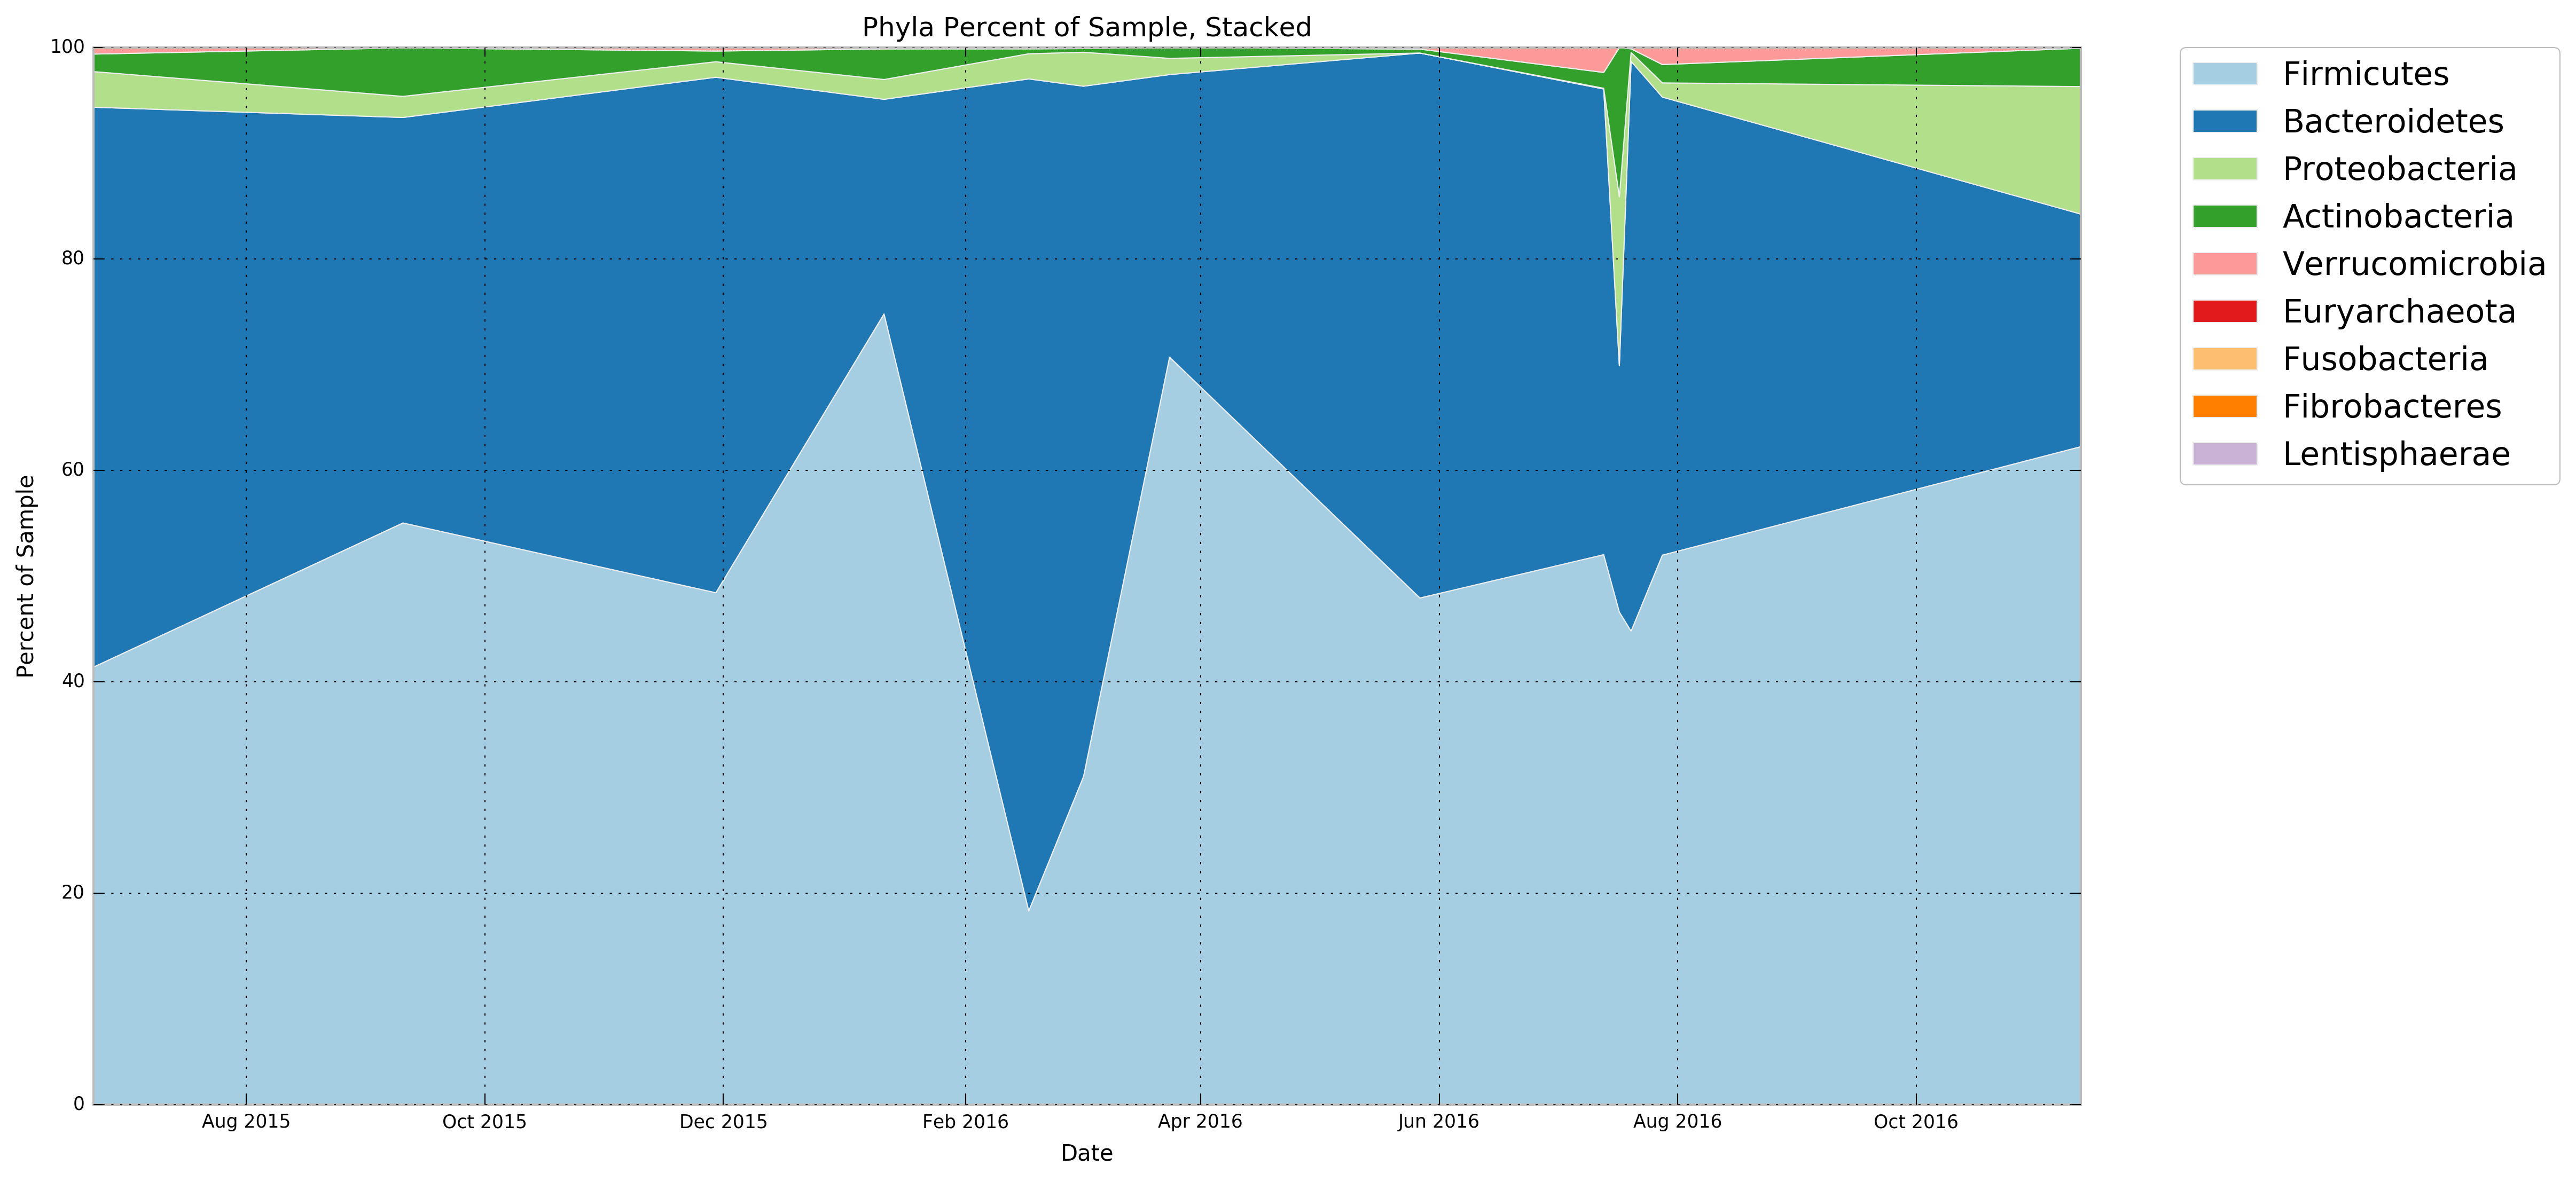 Phyla Percent of Sample, Stacked
100
80
60
40
20
0
Percent of Sample
Aug 2015
Oct 2015
Dec 2015
Feb 2016
Apr 2016
Jun 2016
Aug 2016
Oct 2016
Date
Firmicutes
Bacteroidetes
Proteobacteria
Actinobacteria
Verrucomicrobia
Euryarchaeota
Fusobacteria
Fibrobacteres
Lentisphaerae